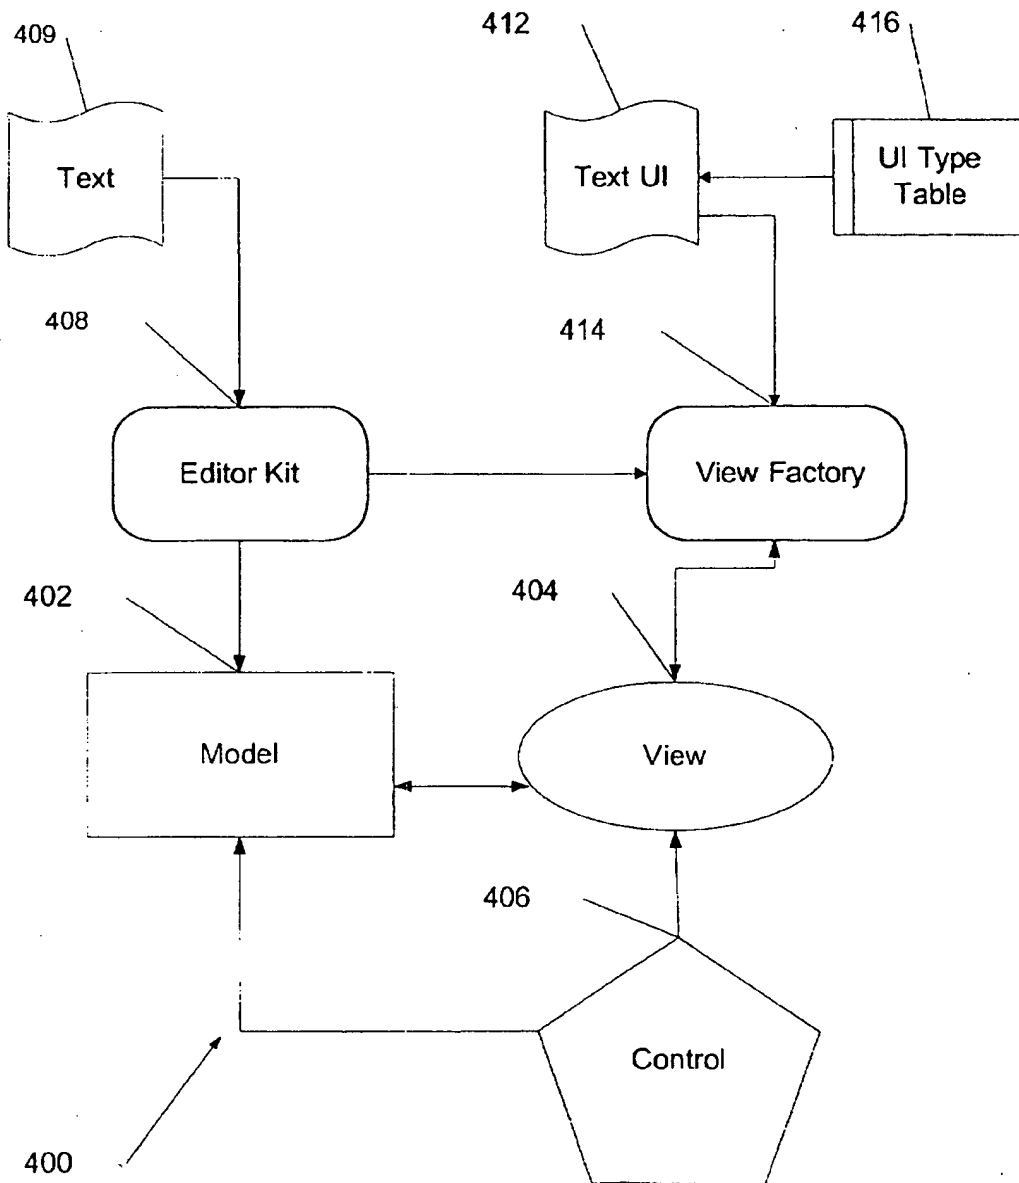 409
412
416
Text
Text UI
UI Type
Table
408
414
Editor Kit
View Factory
402
404
Model
View
406
Control
400